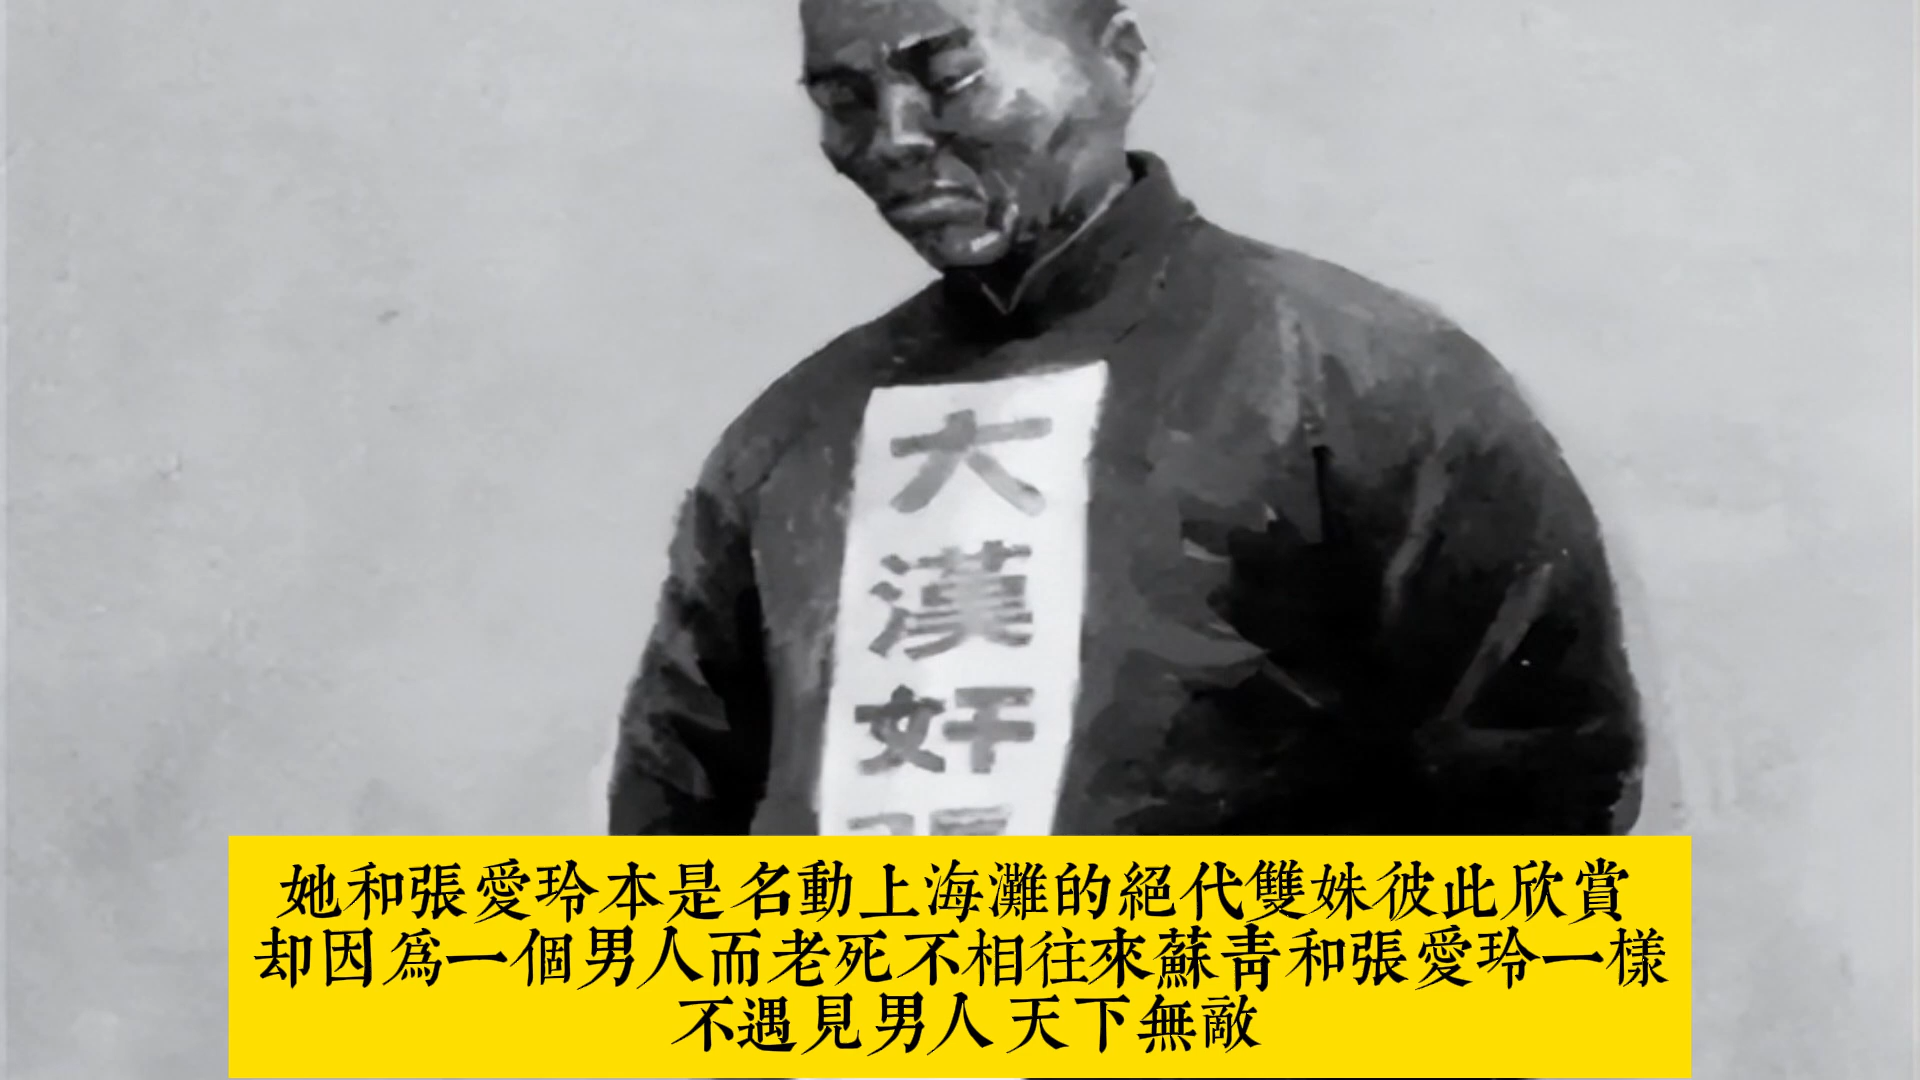 大漢奸
她和張愛玲本是名動上海灘的絕代雙姝彼此欣賞
却因爲一個男人而老死不相往來蘇青和張愛玲一樣
不遇見男人天下無敵